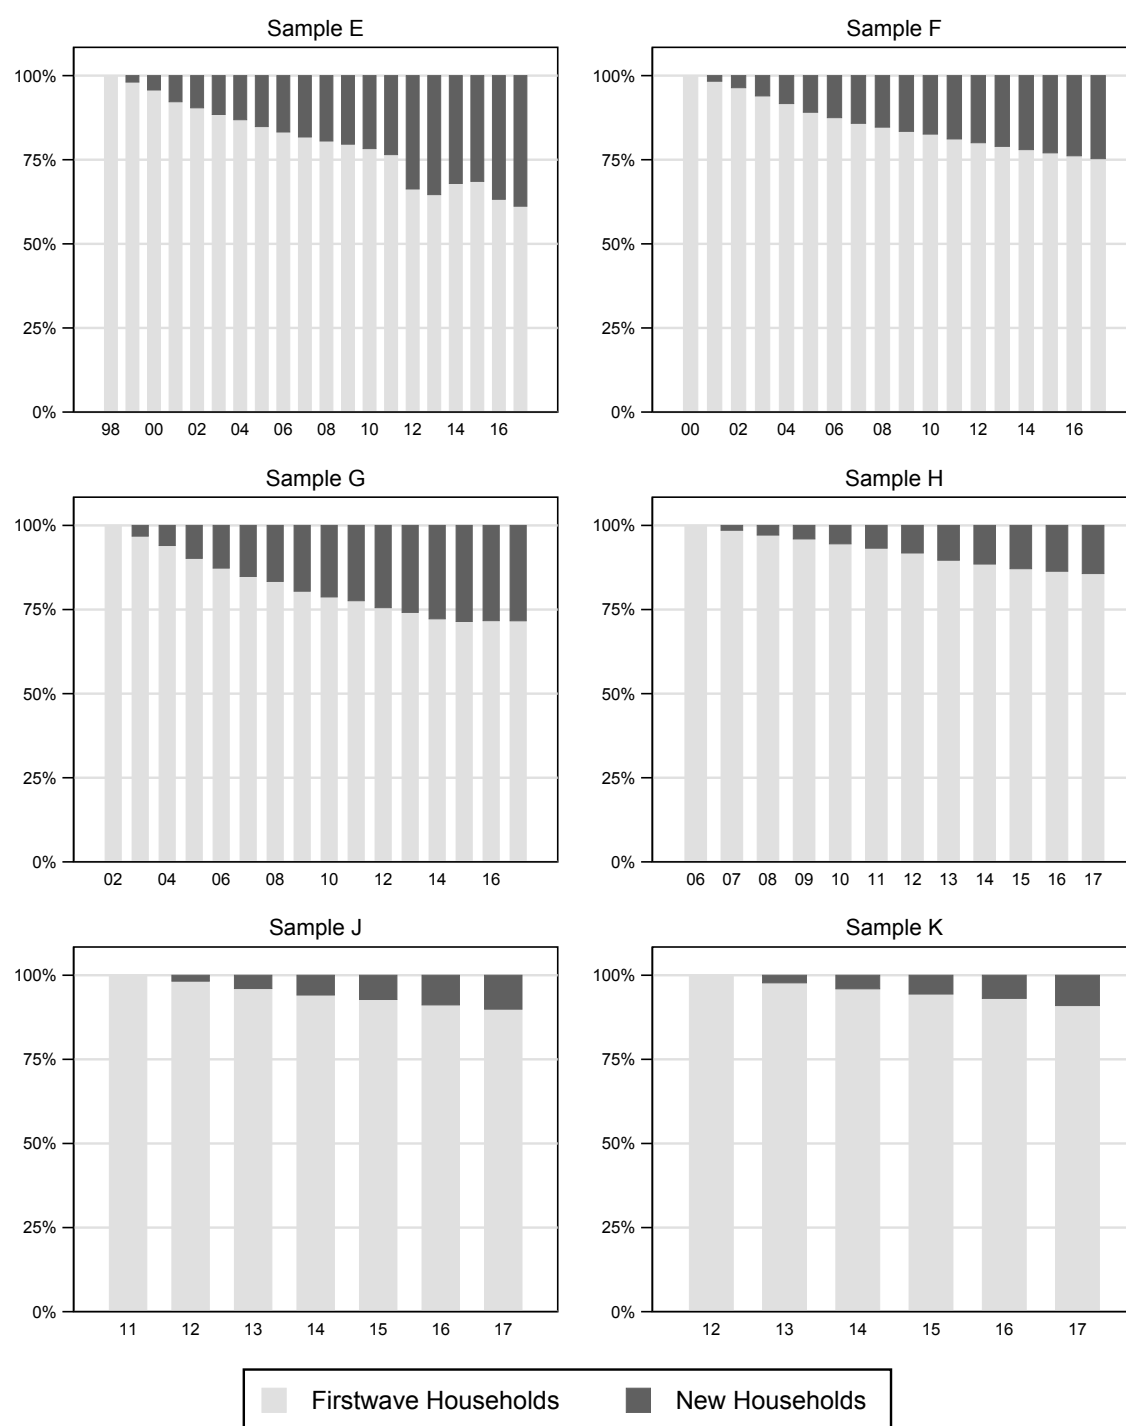 Sample E
100%
75%
50%
25%
0%
98 00 02 04 06 08 10 12 14 16
Sample F
100%
75%
50%
25%
0%
00 02 04 06 08 10 12 14 16
Sample G
100%
75%
50%
25%
0%
02 04 06 08 10 12 14 16
Sample H
100%
75%
50%
25%
0%
06 07 08 09 10 11 12 13 14 15 16 17
Sample J
100%
75%
50%
25%
0%
11 12 13 14 15 16 17
Sample K
100%
75%
50%
25%
0%
12 13 14 15 16 17
Firstwave Households New Households